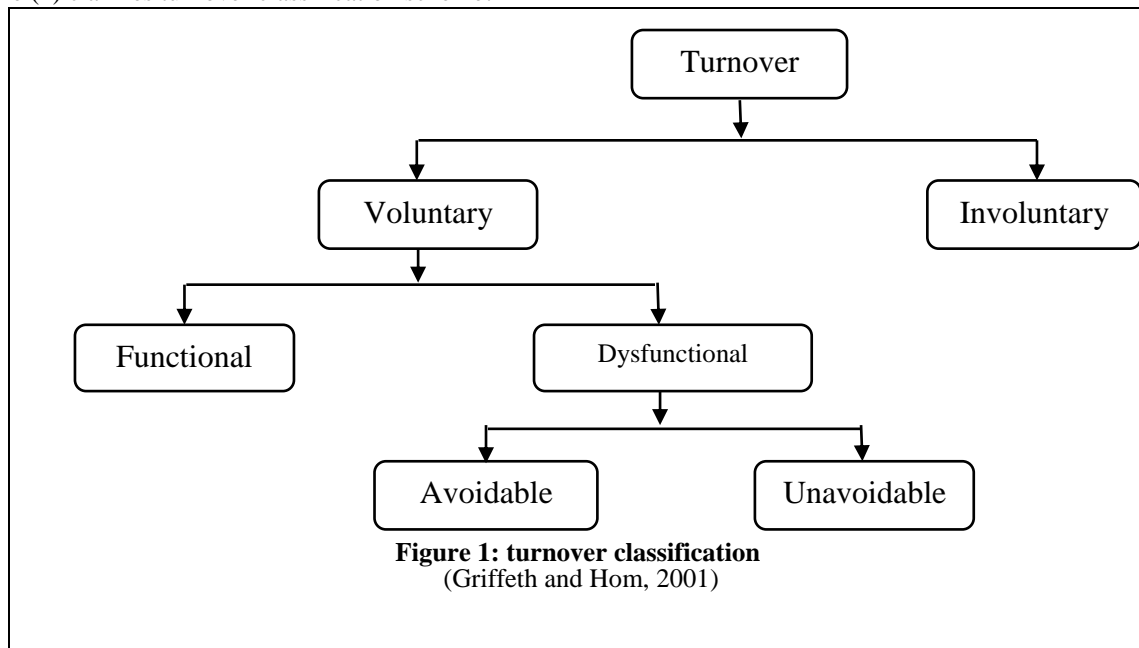 Turnover
Voluntary
Involuntary
Functional
Dysfunctional
Avoidable
Unavoidable
Figure 1: turnover classification
(Griffeth and Hom, 2001)